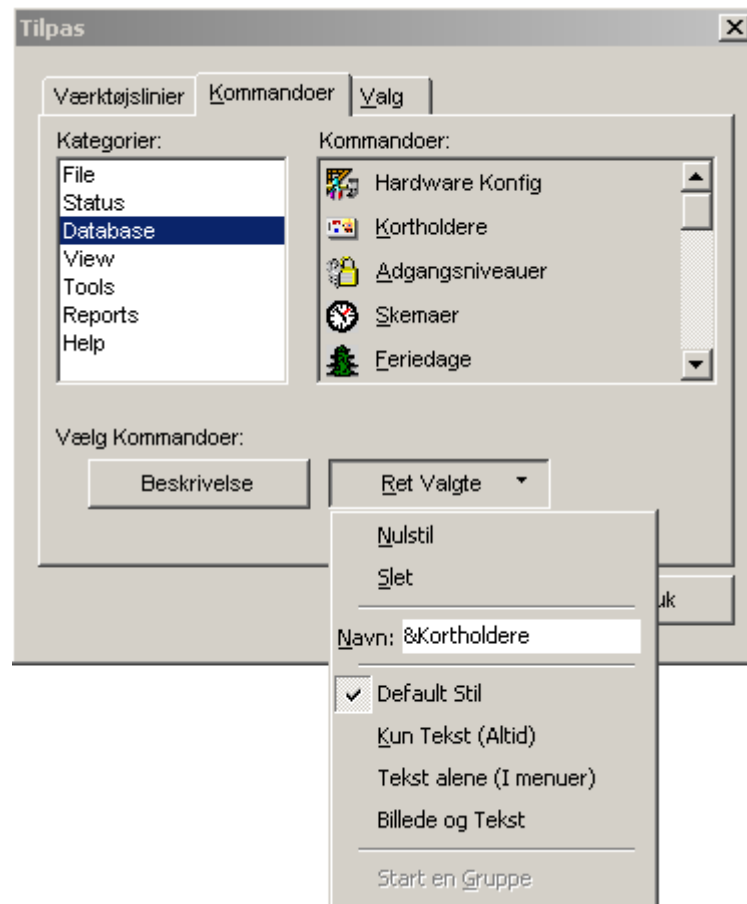 Tilpas
Værktøjslinier Kommandoer Valg
Kategorier:
File
Status
Database
View
Tools
Reports
Help
Kommandoer:
Hardware Konfig
Kortholdere
Adgangsniveauer
Skemaer
Feriedage
Vælg Kommandoer:
Beskrivelse Ret Valgte
Nulstil
Slet
uk
Navn: &Kortholdere
Default Stil
Kun Tekst (Altid)
Tekst alene (I menuer)
Billede og Tekst
Start en Gruppe